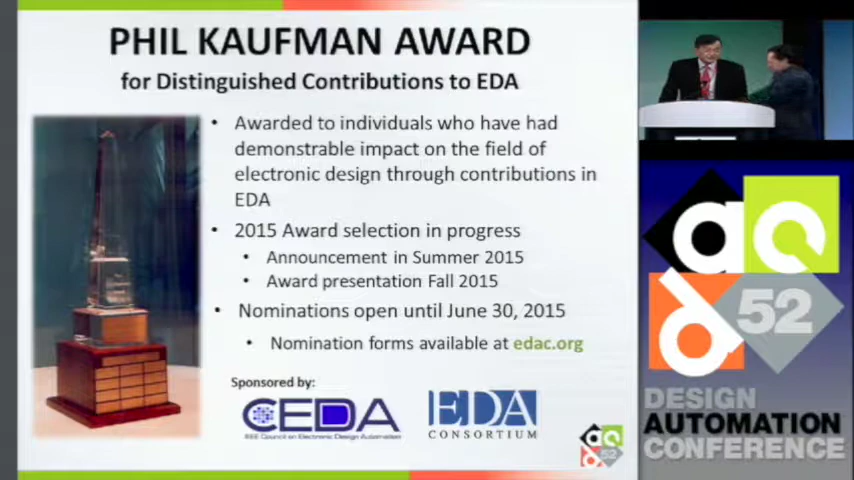 PHIL KAUFMAN AWARD
for Distinguished Contributions to EDA
• Awarded to individuals who have had
demonstrable impact on the field of
electronic design through contributions in
EDA
• 2015 Award selection in progress
• Announcement in Summer 2015
• Award presentation Fall 2015
• Nominations open until June 30, 2015
• Nomination forms available at edac.org
Sponsored by:
CEDA
IEEE Council on Electronic Design Automation
EDA
CONSORTIUM
dac 52
dac
52
DESIGN
AUTOMATION
CONFERENCE